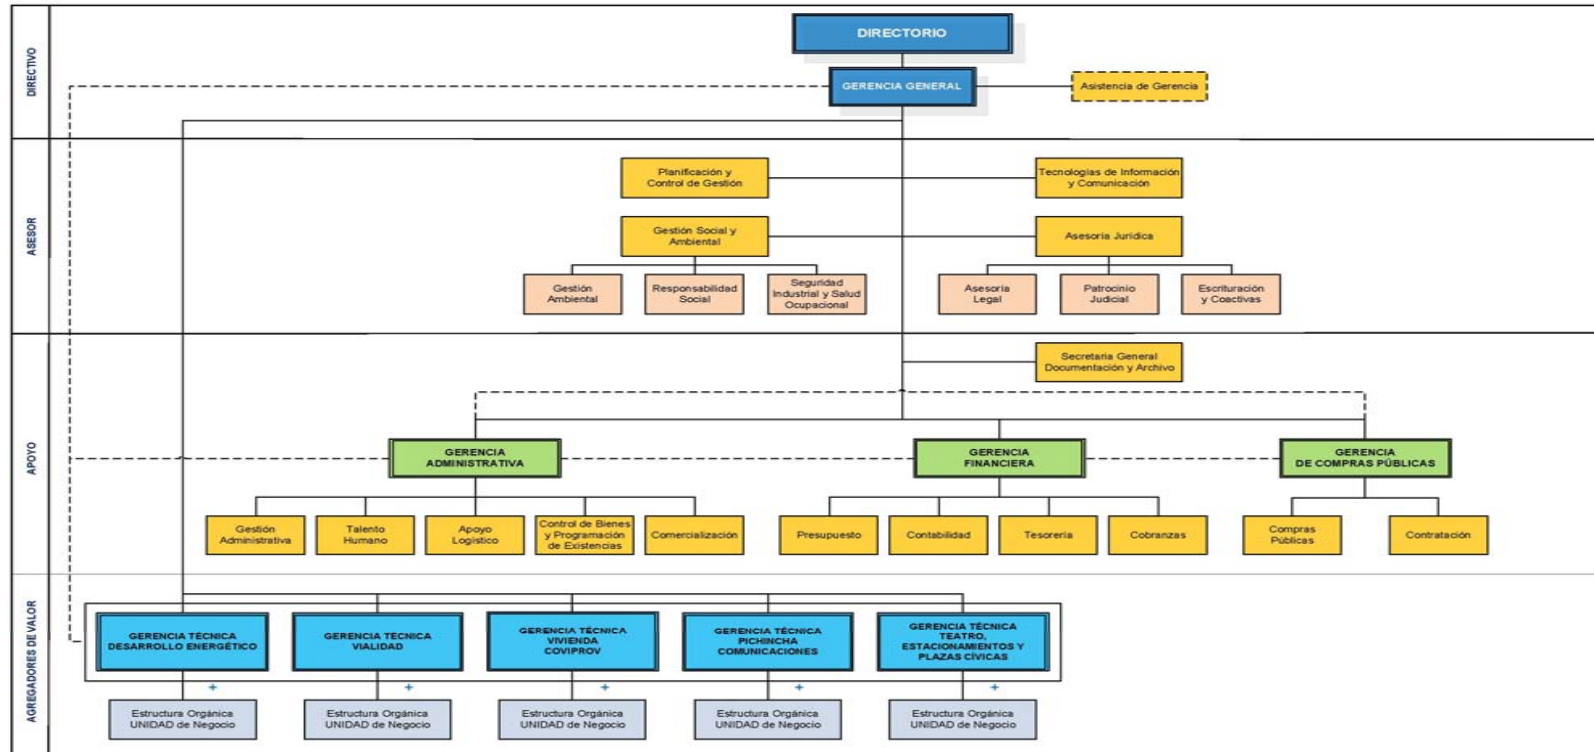 DIRECTIVO
DIRECTORIO
GERENCIA GENERAL
Asistencia de Gerencia
ASESOR
Planificación y
Control de Gestión
Tecnologías de Información
y Comunicación
Gestión Social y
Ambiental
Asesoría Jurídica
Gestión
Ambiental
Responsabilidad
Social
Seguridad
Industrial y Salud
Ocupacional
Asesoría
Legal
Patrocinio
Judicial
Escrituración
y Coactivas
APOYO
Secretaria General
Documentación y Archivo
GERENCIA
ADMINISTRATIVA
GERENCIA
FINANCIERA
GERENCIA
DE COMPRAS PÚBLICAS
Gestión
Administrativa
Talento
Humano
Apoyo
Logístico
Control de Bienes
y Programación
de Existencias
Comercialización
Presupuesto
Contabilidad
Tesorería
Cobranzas
Compras
Públicas
Contratación
AGREGADORES DE VALOR
GERENCIA TÉCNICA
DESARROLLO ENERGÉTICO
GERENCIA TÉCNICA
VIALIDAD
GERENCIA TÉCNICA
VIVIENDA
COVIPROV
GERENCIA TÉCNICA
PICHINCHA
COMUNICACIONES
GERENCIA TÉCNICA
TEATRO,
ESTACIONAMIENTOS Y
PLAZAS CÍVICAS
+
+
+
+
+
Estructura Orgánica
UNIDAD de Negocio
Estructura Orgánica
UNIDAD de Negocio
Estructura Orgánica
UNIDAD de Negocio
Estructura Orgánica
UNIDAD de Negocio
Estructura Orgánica
UNIDAD de Negocio